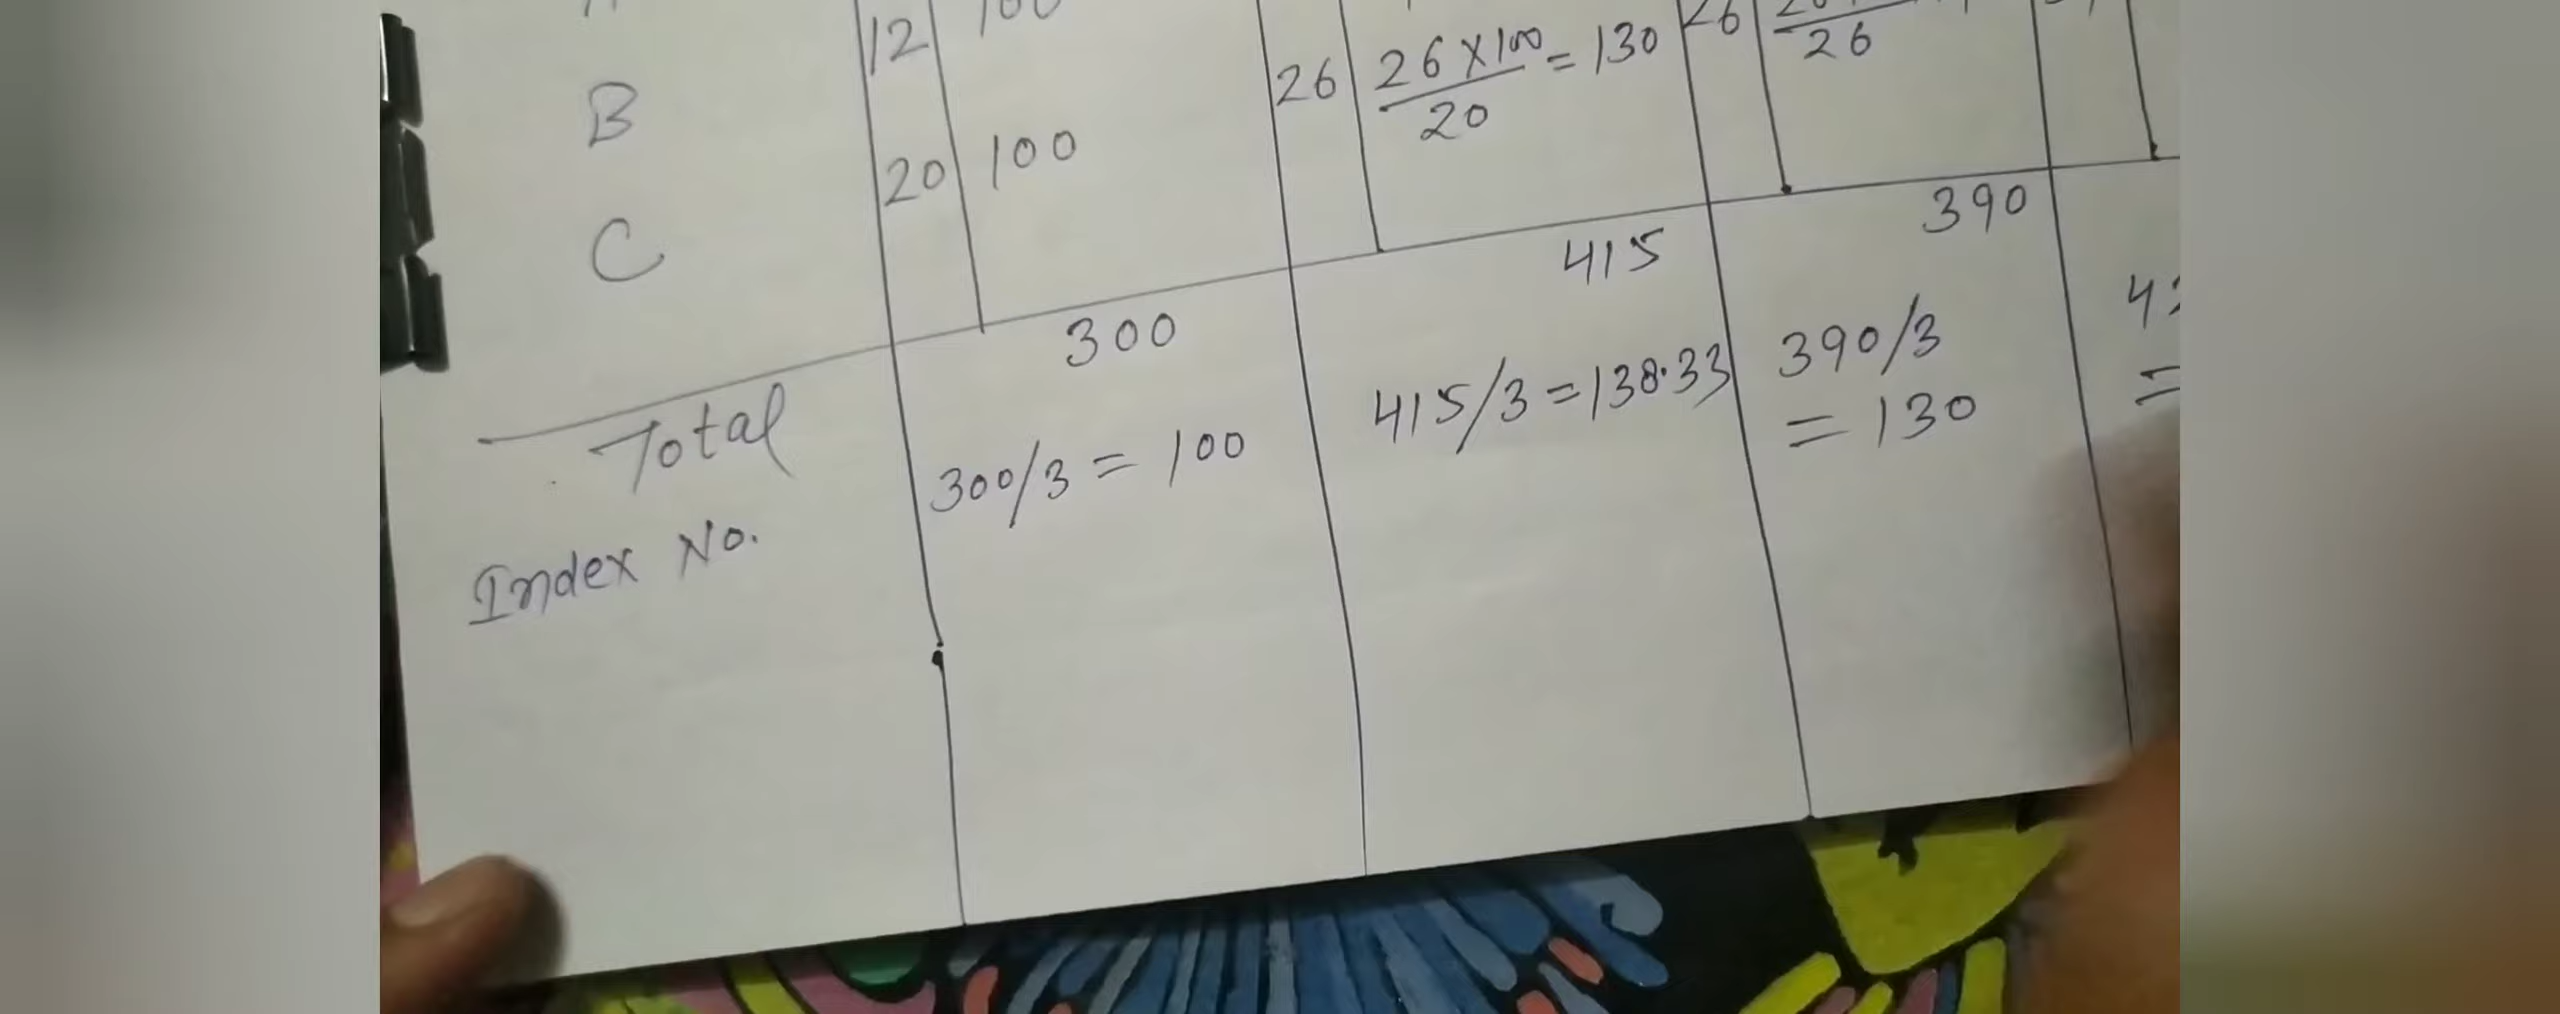 12 100
B 26 26 X 100 / 20 = 130 26 26
C 20 100
300 415 390
Total 300/3 = 100 415/3 = 138.33 390/3 = 130
Index No.